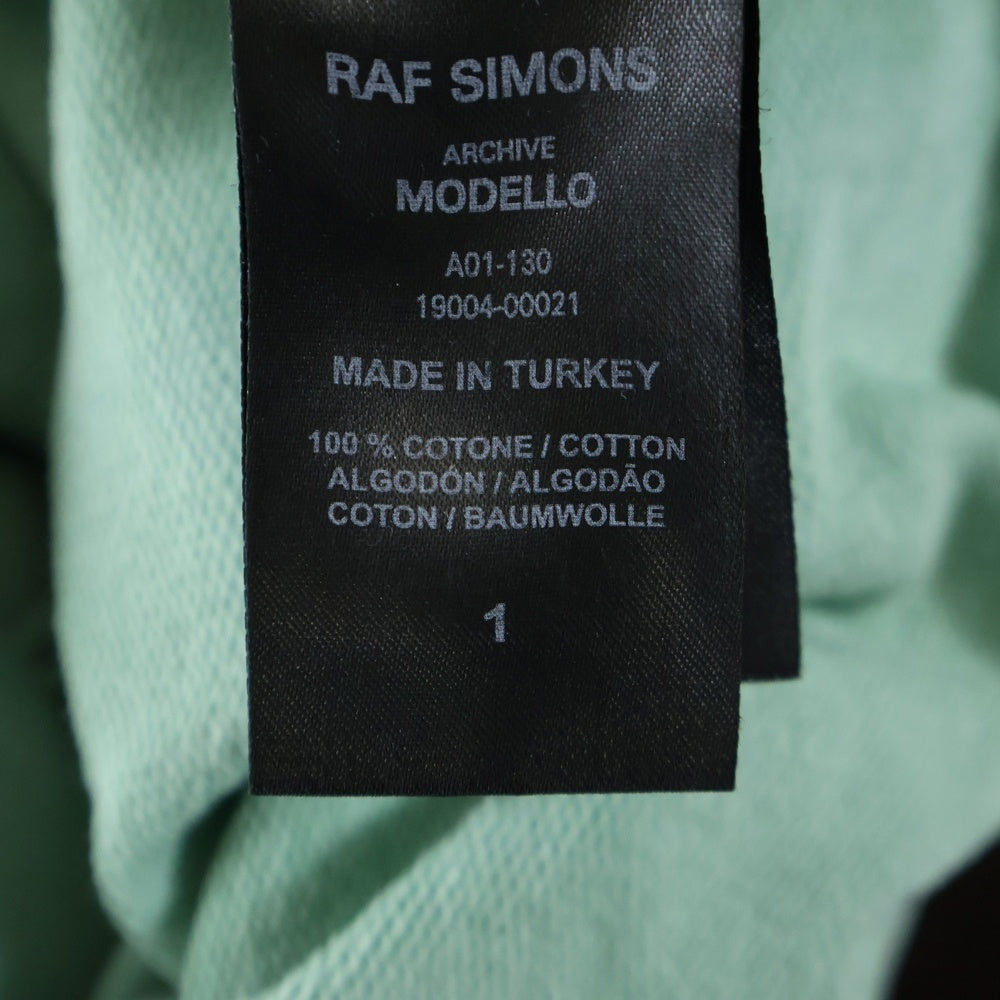 RAF SIMONS
ARCHIVE
MODELLO
A01-130
19004-00021
MADE IN TURKEY
100 % COTONE / COTTON
ALGODÓN / ALGODÃO
COTON / BAUMWOLLE
1